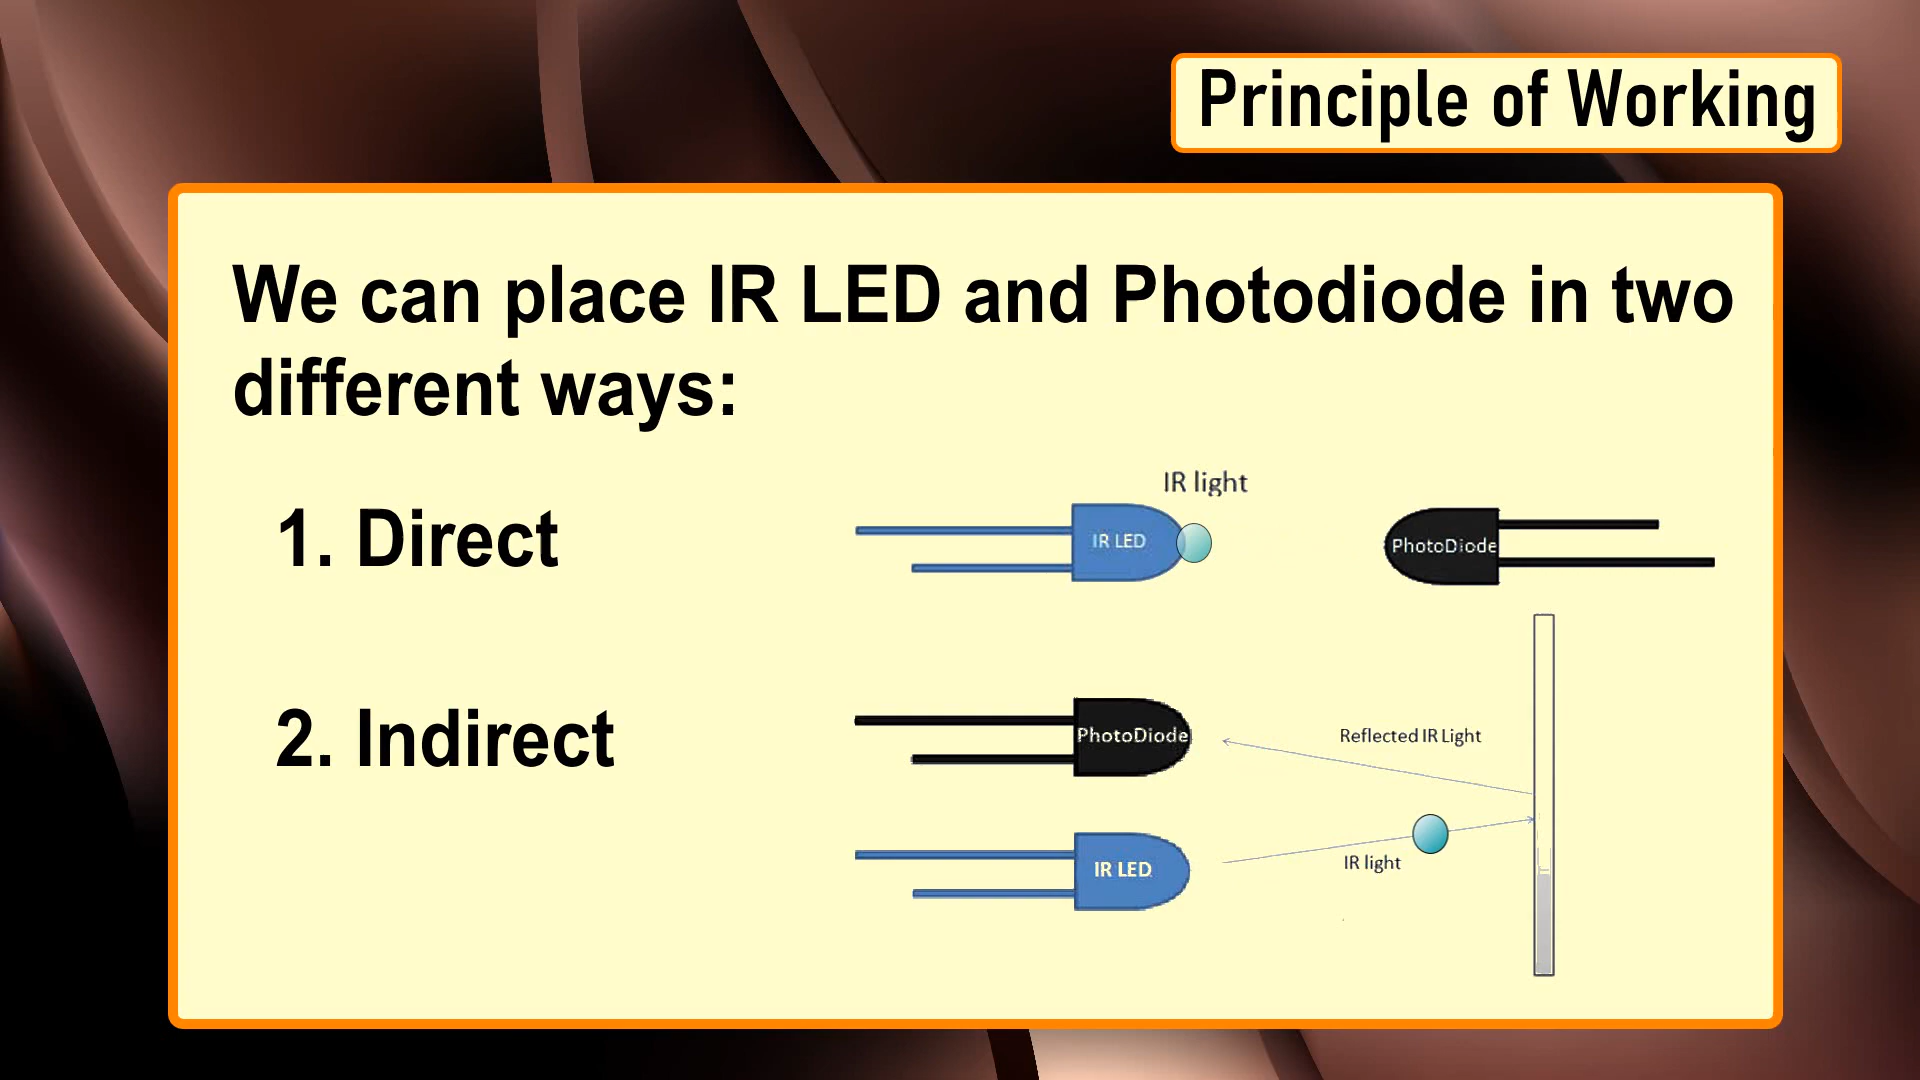 Principle of Working
We can place IR LED and Photodiode in two
different ways:
1. Direct
IR light
IR LED
PhotoDiode
2. Indirect
PhotoDiode
Reflected IR Light
IR LED
IR light